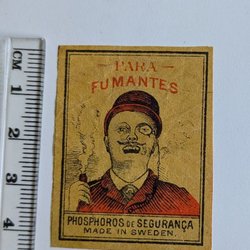 PARA
FUMANTES
PHOSPHOROS DE SEGURANÇA
MADE IN SWEDEN.
CM
1
2
3
4